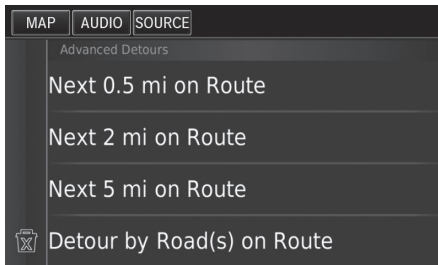 MAP AUDIO SOURCE
Advanced Detours
Next 0.5 mi on Route
Next 2 mi on Route
Next 5 mi on Route
Detour by Road(s) on Route